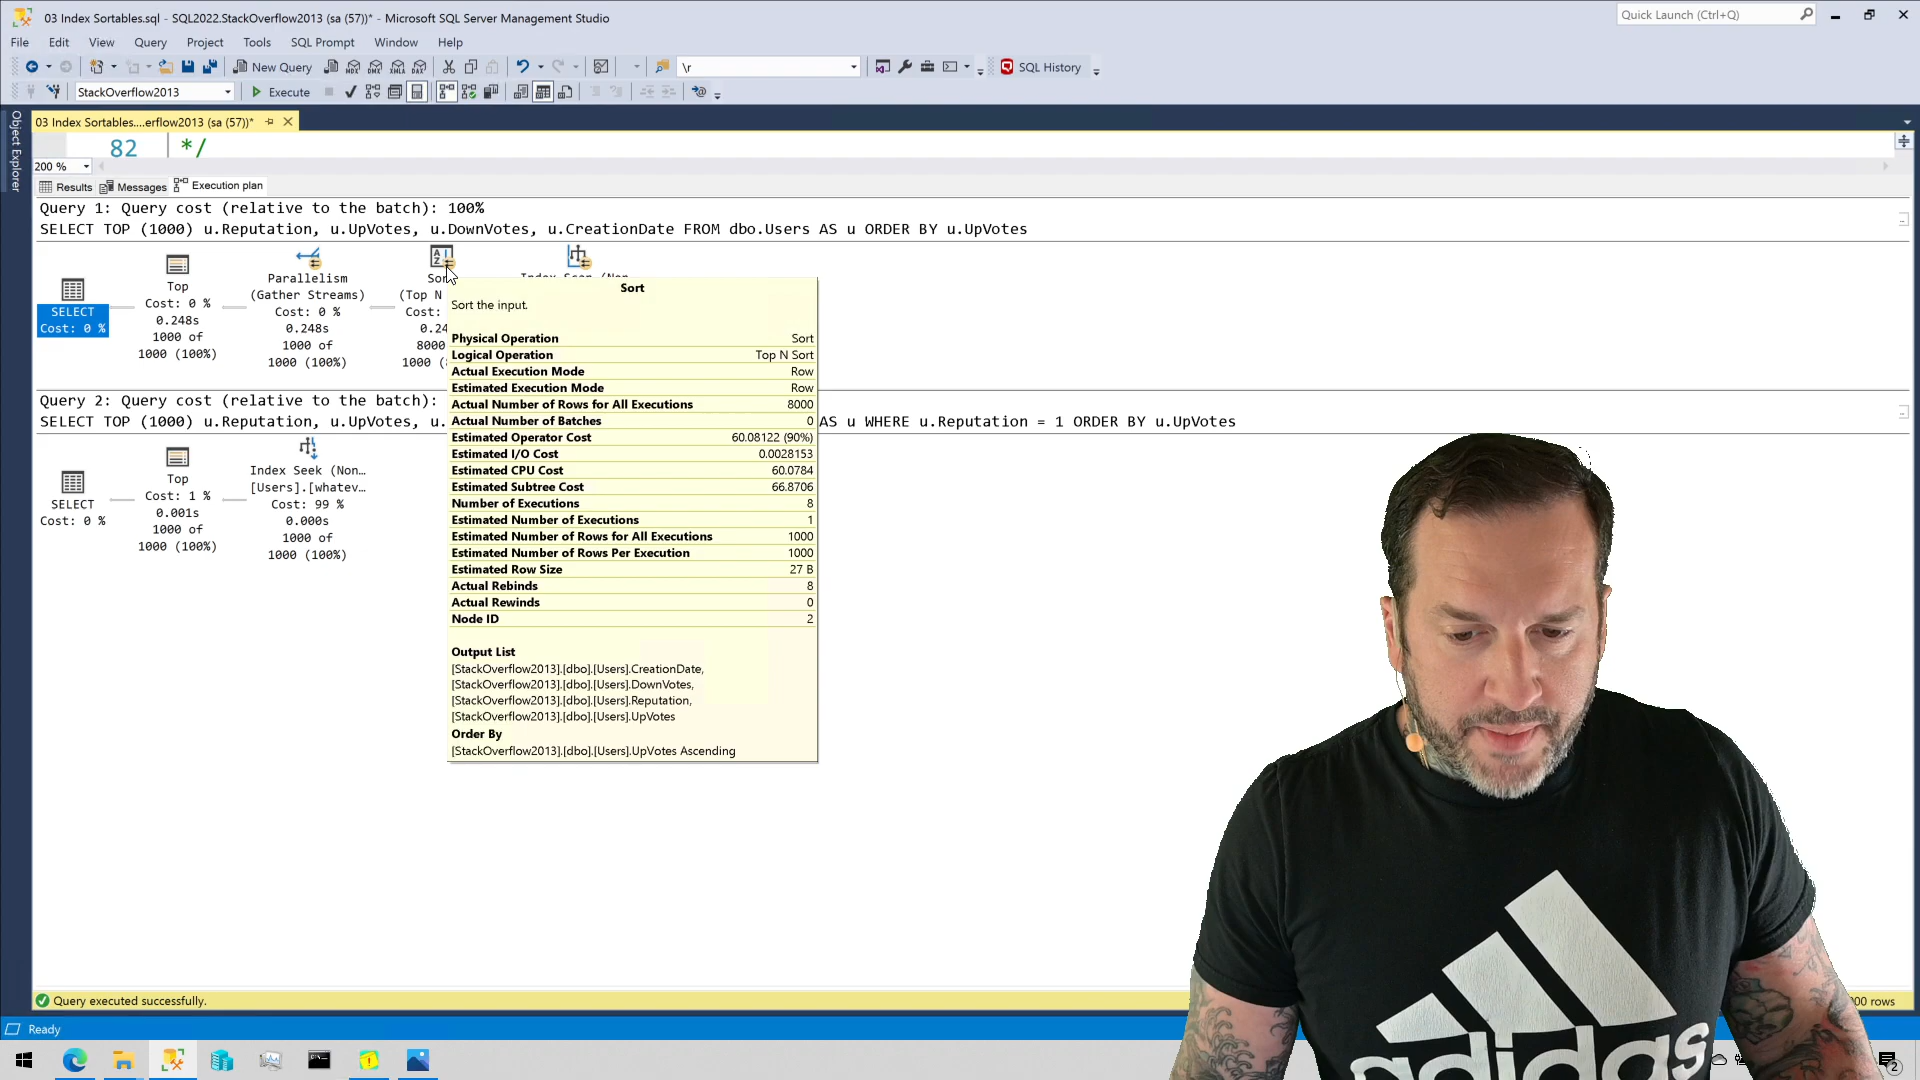 03 Index Sortables.sql - SQL2022.StackOverflow2013 (sa (57))* - Microsoft SQL Server Management Studio
Quick Launch (Ctrl+Q)
File Edit View Query Project Tools SQL Prompt Window Help
New Query
\r
SQL History
StackOverflow2013
Execute
Object Explorer
03 Index Sortables....erflow2013 (sa (57))*
82 */
200 %
Results Messages Execution plan
Query 1: Query cost (relative to the batch): 100%
SELECT TOP (1000) u.Reputation, u.UpVotes, u.DownVotes, u.CreationDate FROM dbo.Users AS u ORDER BY u.UpVotes
SELECT
Cost: 0 %
Top
Cost: 0 %
0.248s
1000 of
1000 (100%)
Parallelism
(Gather Streams)
Cost: 0 %
0.248s
1000 of
1000 (100%)
(Top N
Cost:
8000
Sort
Sort the input.
Physical Operation Sort
Logical Operation Top N Sort
Actual Execution Mode Row
Estimated Execution Mode Row
Actual Number of Rows for All Executions 8000
Actual Number of Batches 0
Estimated Operator Cost 60.08122 (90%)
Estimated I/O Cost 0.0028153
Estimated CPU Cost 60.0784
Estimated Subtree Cost 66.8706
Number of Executions 8
Estimated Number of Executions 1
Estimated Number of Rows for All Executions 1000
Estimated Number of Rows Per Execution 1000
Estimated Row Size 27 B
Actual Rebinds 8
Actual Rewinds 0
Node ID 2
Output List
[StackOverflow2013].[dbo].[Users].CreationDate,
[StackOverflow2013].[dbo].[Users].DownVotes,
[StackOverflow2013].[dbo].[Users].Reputation,
[StackOverflow2013].[dbo].[Users].UpVotes
Order By
[StackOverflow2013].[dbo].[Users].UpVotes Ascending
Query 2: Query cost (relative to the batch):
SELECT TOP (1000) u.Reputation, u.UpVotes, u. AS u WHERE u.Reputation = 1 ORDER BY u.UpVotes
SELECT
Cost: 0 %
Top
Cost: 1 %
0.001s
1000 of
1000 (100%)
Index Seek (Non…
[Users].[whatev…
Cost: 99 %
0.000s
1000 of
1000 (100%)
adidas
Query executed successfully.
00 rows
Ready
2